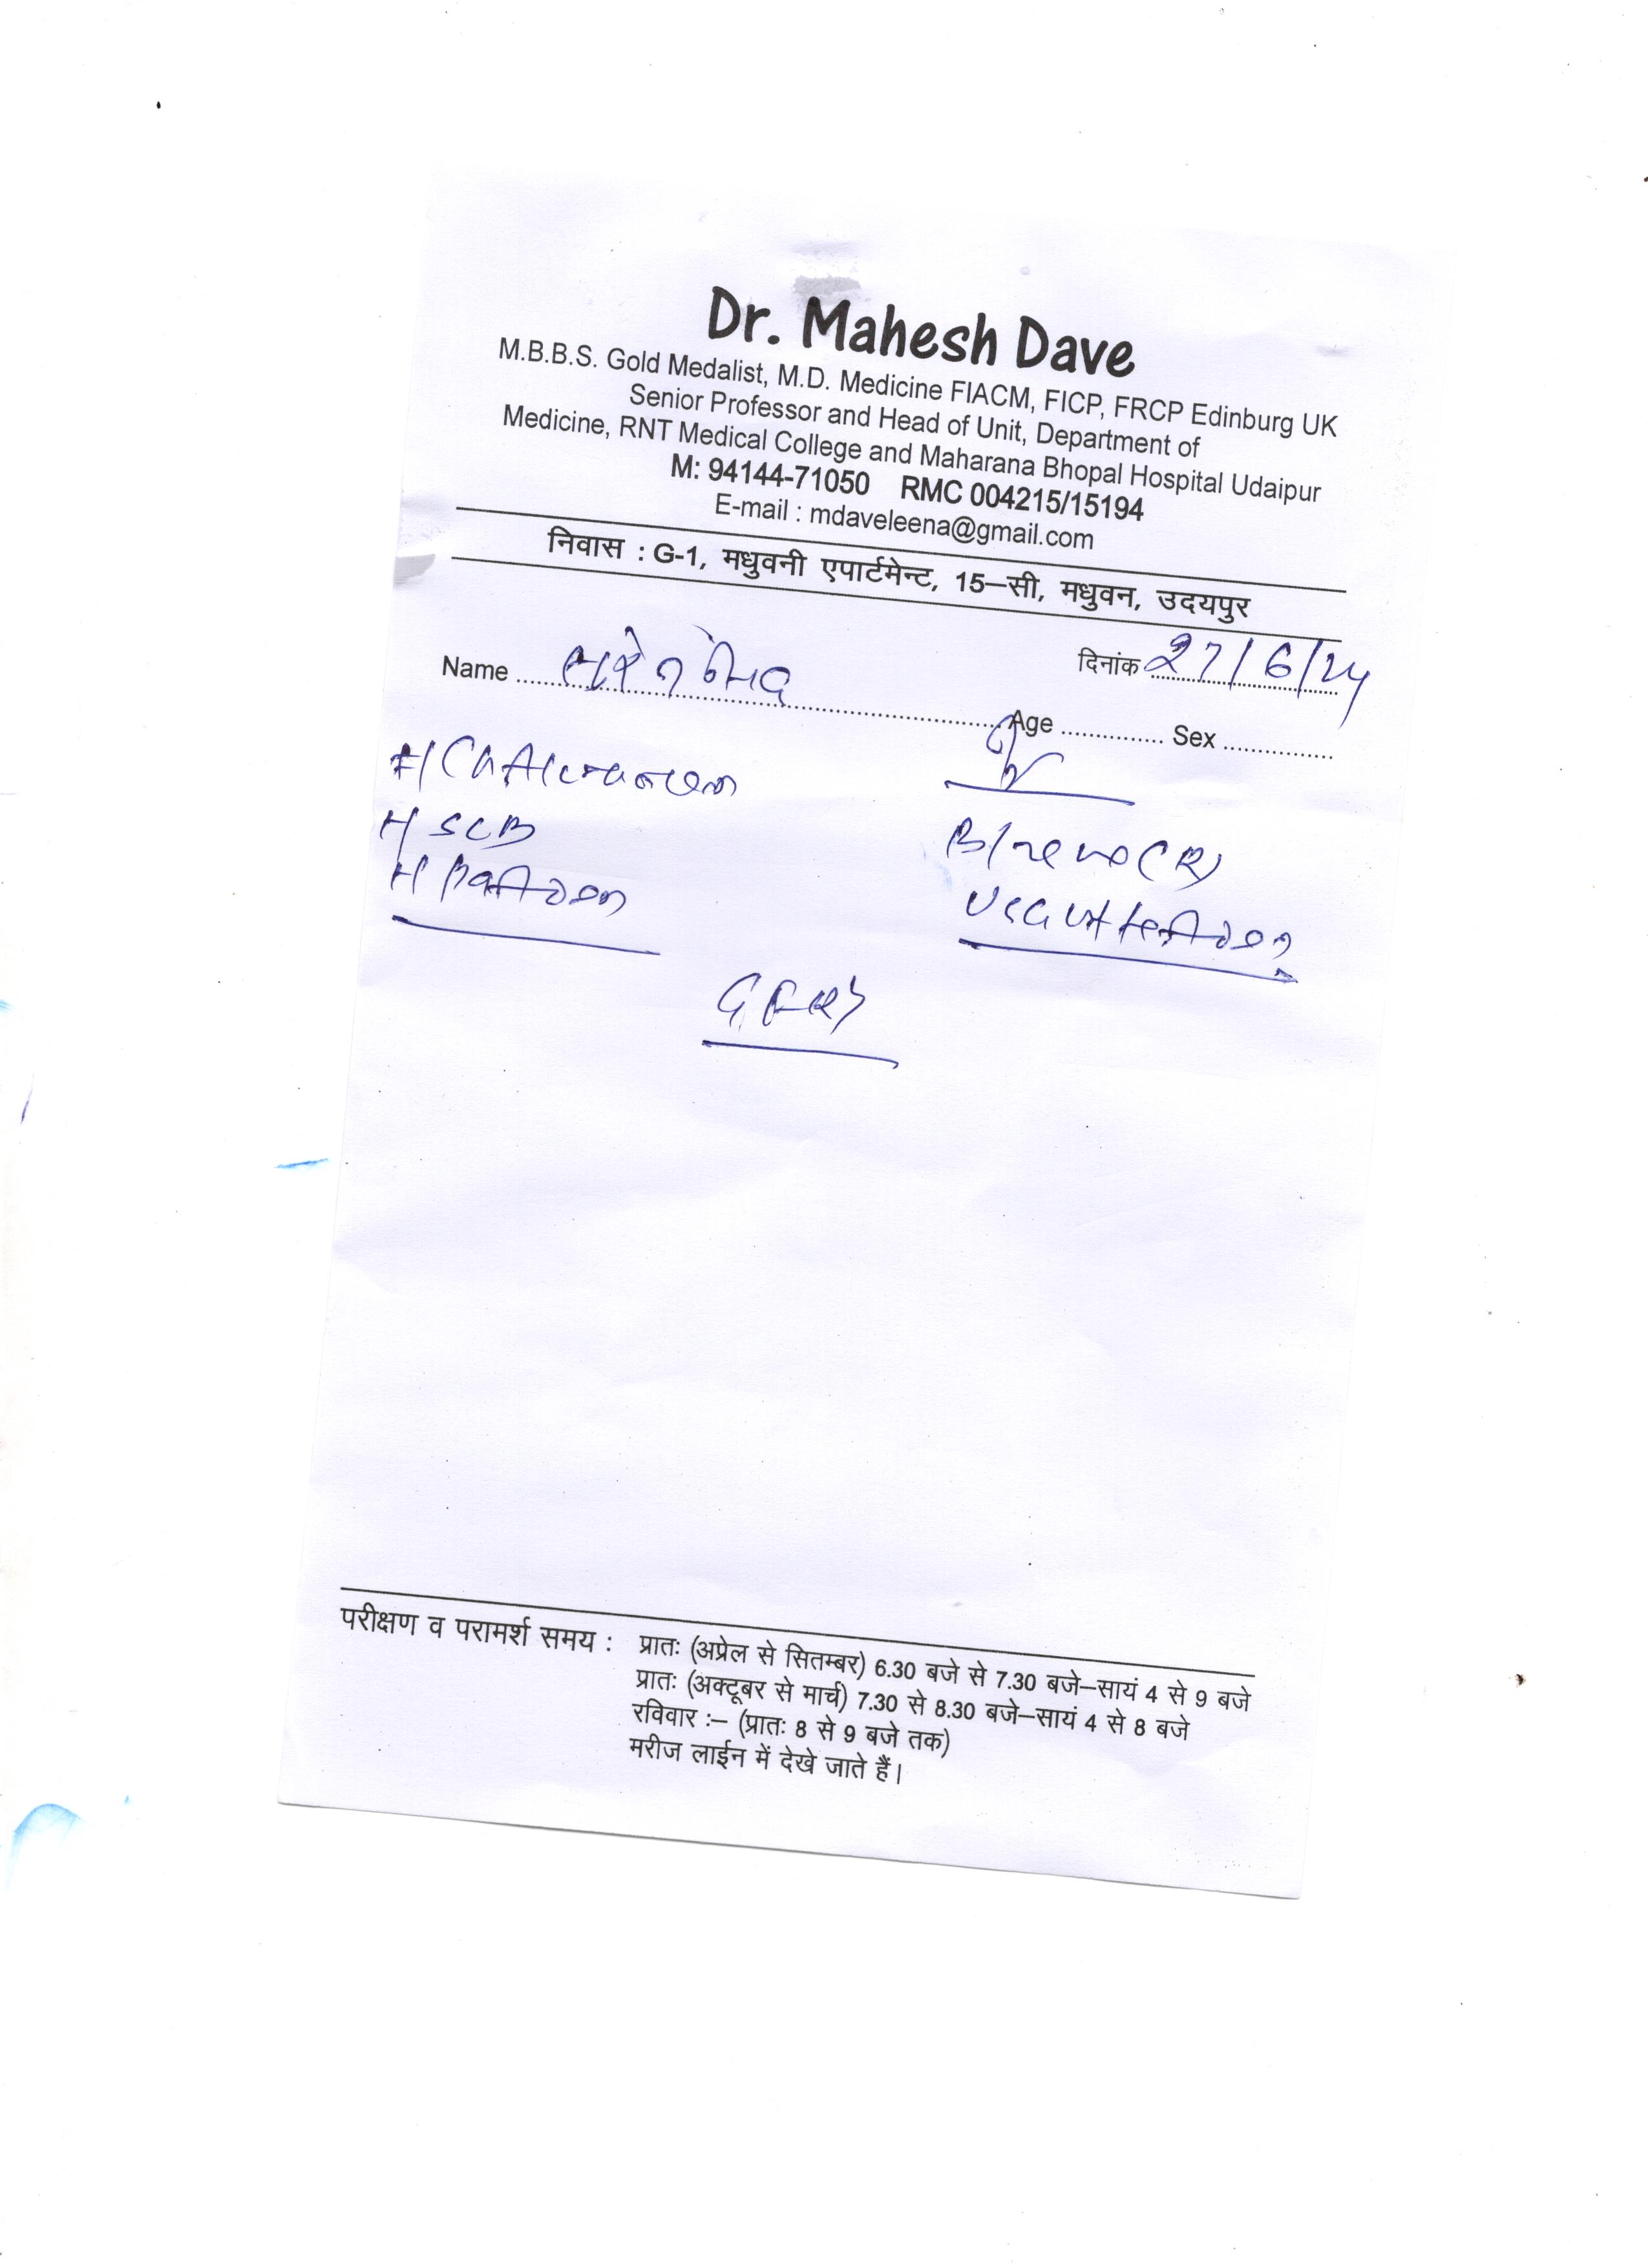 Dr. Mahesh Dave
M.B.B.S. Gold Medalist, M.D. Medicine FIACM, FICP, FRCP Edinburg UK
Senior Professor and Head of Unit, Department of
Medicine, RNT Medical College and Maharana Bhopal Hospital Udaipur
M: 94144-71050 RMC 004215/15194
E-mail : mdaveleena@gmail.com
निवास : G-1, मधुवनी एपार्टमेन्ट, 15–सी, मधुवन, उदयपुर
दिनांक 27/6/24
Name
Age Sex
H/
H/ SCB
H/
B/
परीक्षण व परामर्श समय : प्रातः (अप्रेल से सितम्बर) 6.30 बजे से 7.30 बजे–सायं 4 से 9 बजे
प्रातः (अक्टूबर से मार्च) 7.30 से 8.30 बजे–सायं 4 से 8 बजे
रविवार :– (प्रातः 8 से 9 बजे तक)
मरीज लाईन में देखे जाते हैं।